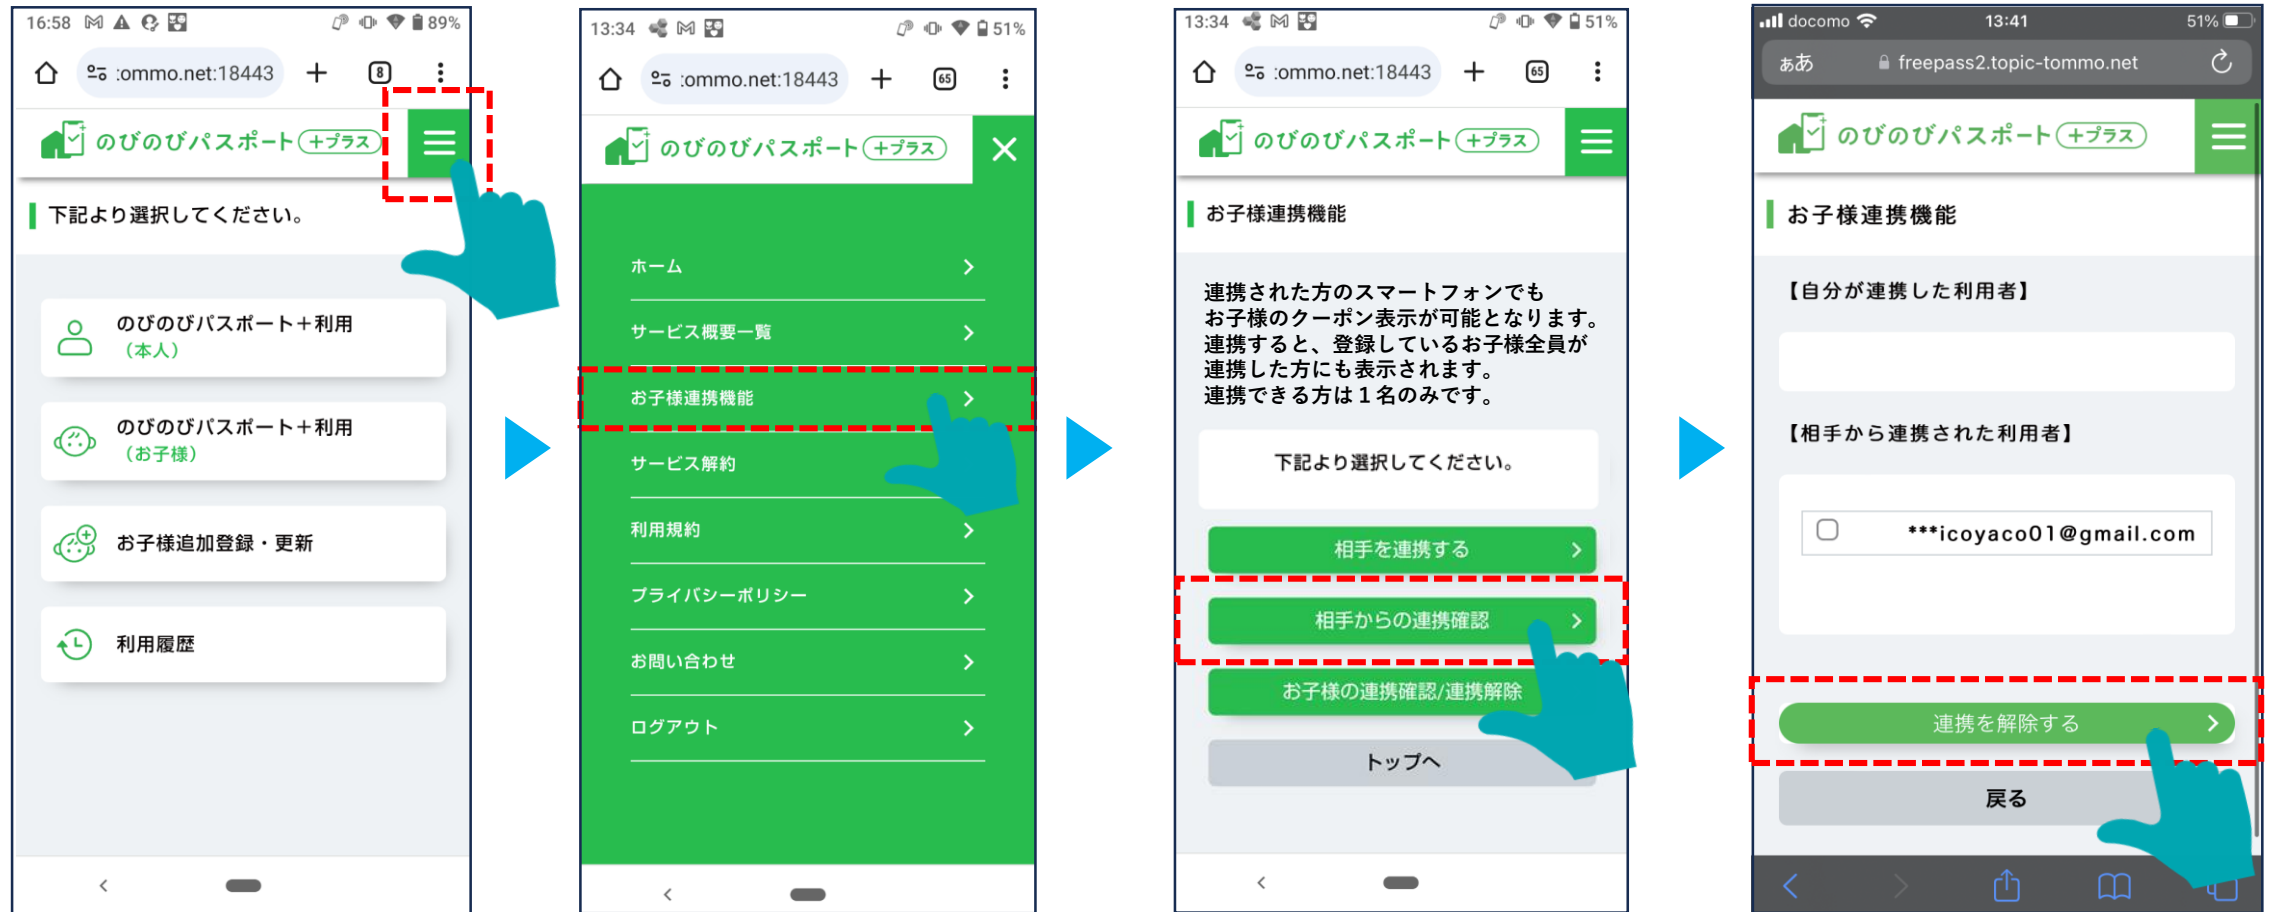 16:58
89%
:ommo.net:18443
8
のびのびパスポート
+プラス
下記より選択してください。
のびのびパスポート+利用
(本人)
のびのびパスポート+利用
(お子様)
お子様追加登録・更新
利用履歴
13:34
51%
:ommo.net:18443
65
のびのびパスポート
+プラス
ホーム
サービス概要一覧
お子様連携機能
サービス解約
利用規約
プライバシーポリシー
お問い合わせ
ログアウト
13:34
51%
:ommo.net:18443
65
のびのびパスポート
+プラス
お子様連携機能
連携された方のスマートフォンでも
お子様のクーポン表示が可能となります。
連携すると、登録しているお子様全員が
連携した方にも表示されます。
連携できる方は1名のみです。
下記より選択してください。
相手を連携する
相手からの連携確認
お子様の連携確認/連携解除
トップへ
docomo
13:41
51%
ああ
freepass2.topic-tommo.net
のびのびパスポート
+プラス
お子様連携機能
【自分が連携した利用者】
【相手から連携された利用者】
***icoyaco01@gmail.com
連携を解除する
戻る